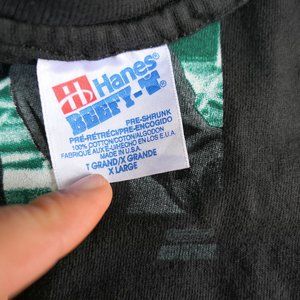 Hanes
BEEFY-T
PRE-SHRUNK
PRE-RÉTRÉCI/PRE-ENCOGIDO
100% COTTON/COTON/ALGODON
MADE IN U.S.A.
FABRIQUE AUX E-U/HECHO EN LOS E.U.A.
T GRAND/X GRANDE
X LARGE